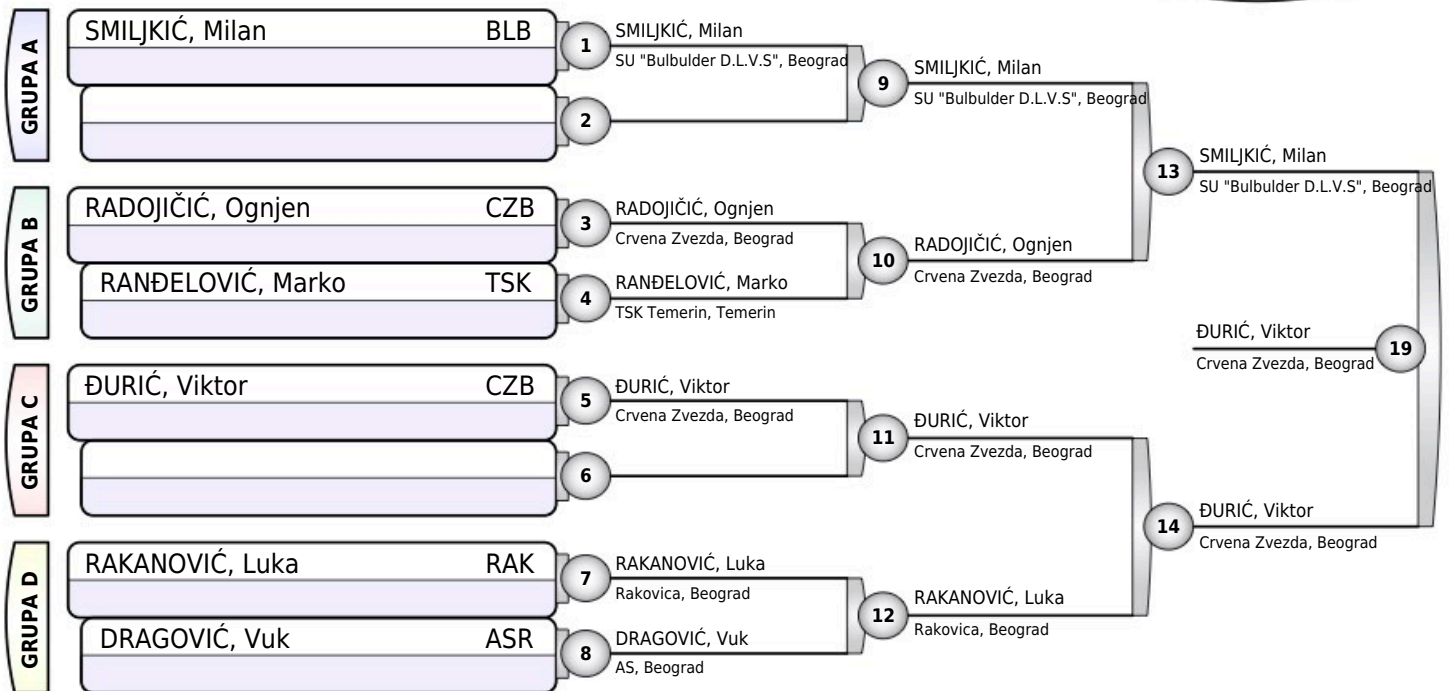 GRUPA A
SMILJKIĆ, Milan BLB
1
SMILJKIĆ, Milan
SU "Bulbulder D.L.V.S", Beograd
2
9
SMILJKIĆ, Milan
SU "Bulbulder D.L.V.S", Beograd
GRUPA B
RADOJIČIĆ, Ognjen CZB
3
RADOJIČIĆ, Ognjen
Crvena Zvezda, Beograd
RANĐELOVIĆ, Marko TSK
4
RANĐELOVIĆ, Marko
TSK Temerin, Temerin
10
RADOJIČIĆ, Ognjen
Crvena Zvezda, Beograd
13
SMILJKIĆ, Milan
SU "Bulbulder D.L.V.S", Beograd
GRUPA C
ĐURIĆ, Viktor CZB
5
ĐURIĆ, Viktor
Crvena Zvezda, Beograd
6
11
ĐURIĆ, Viktor
Crvena Zvezda, Beograd
GRUPA D
RAKANOVIĆ, Luka RAK
7
RAKANOVIĆ, Luka
Rakovica, Beograd
DRAGOVIĆ, Vuk ASR
8
DRAGOVIĆ, Vuk
AS, Beograd
12
RAKANOVIĆ, Luka
Rakovica, Beograd
14
ĐURIĆ, Viktor
Crvena Zvezda, Beograd
ĐURIĆ, Viktor
Crvena Zvezda, Beograd
19